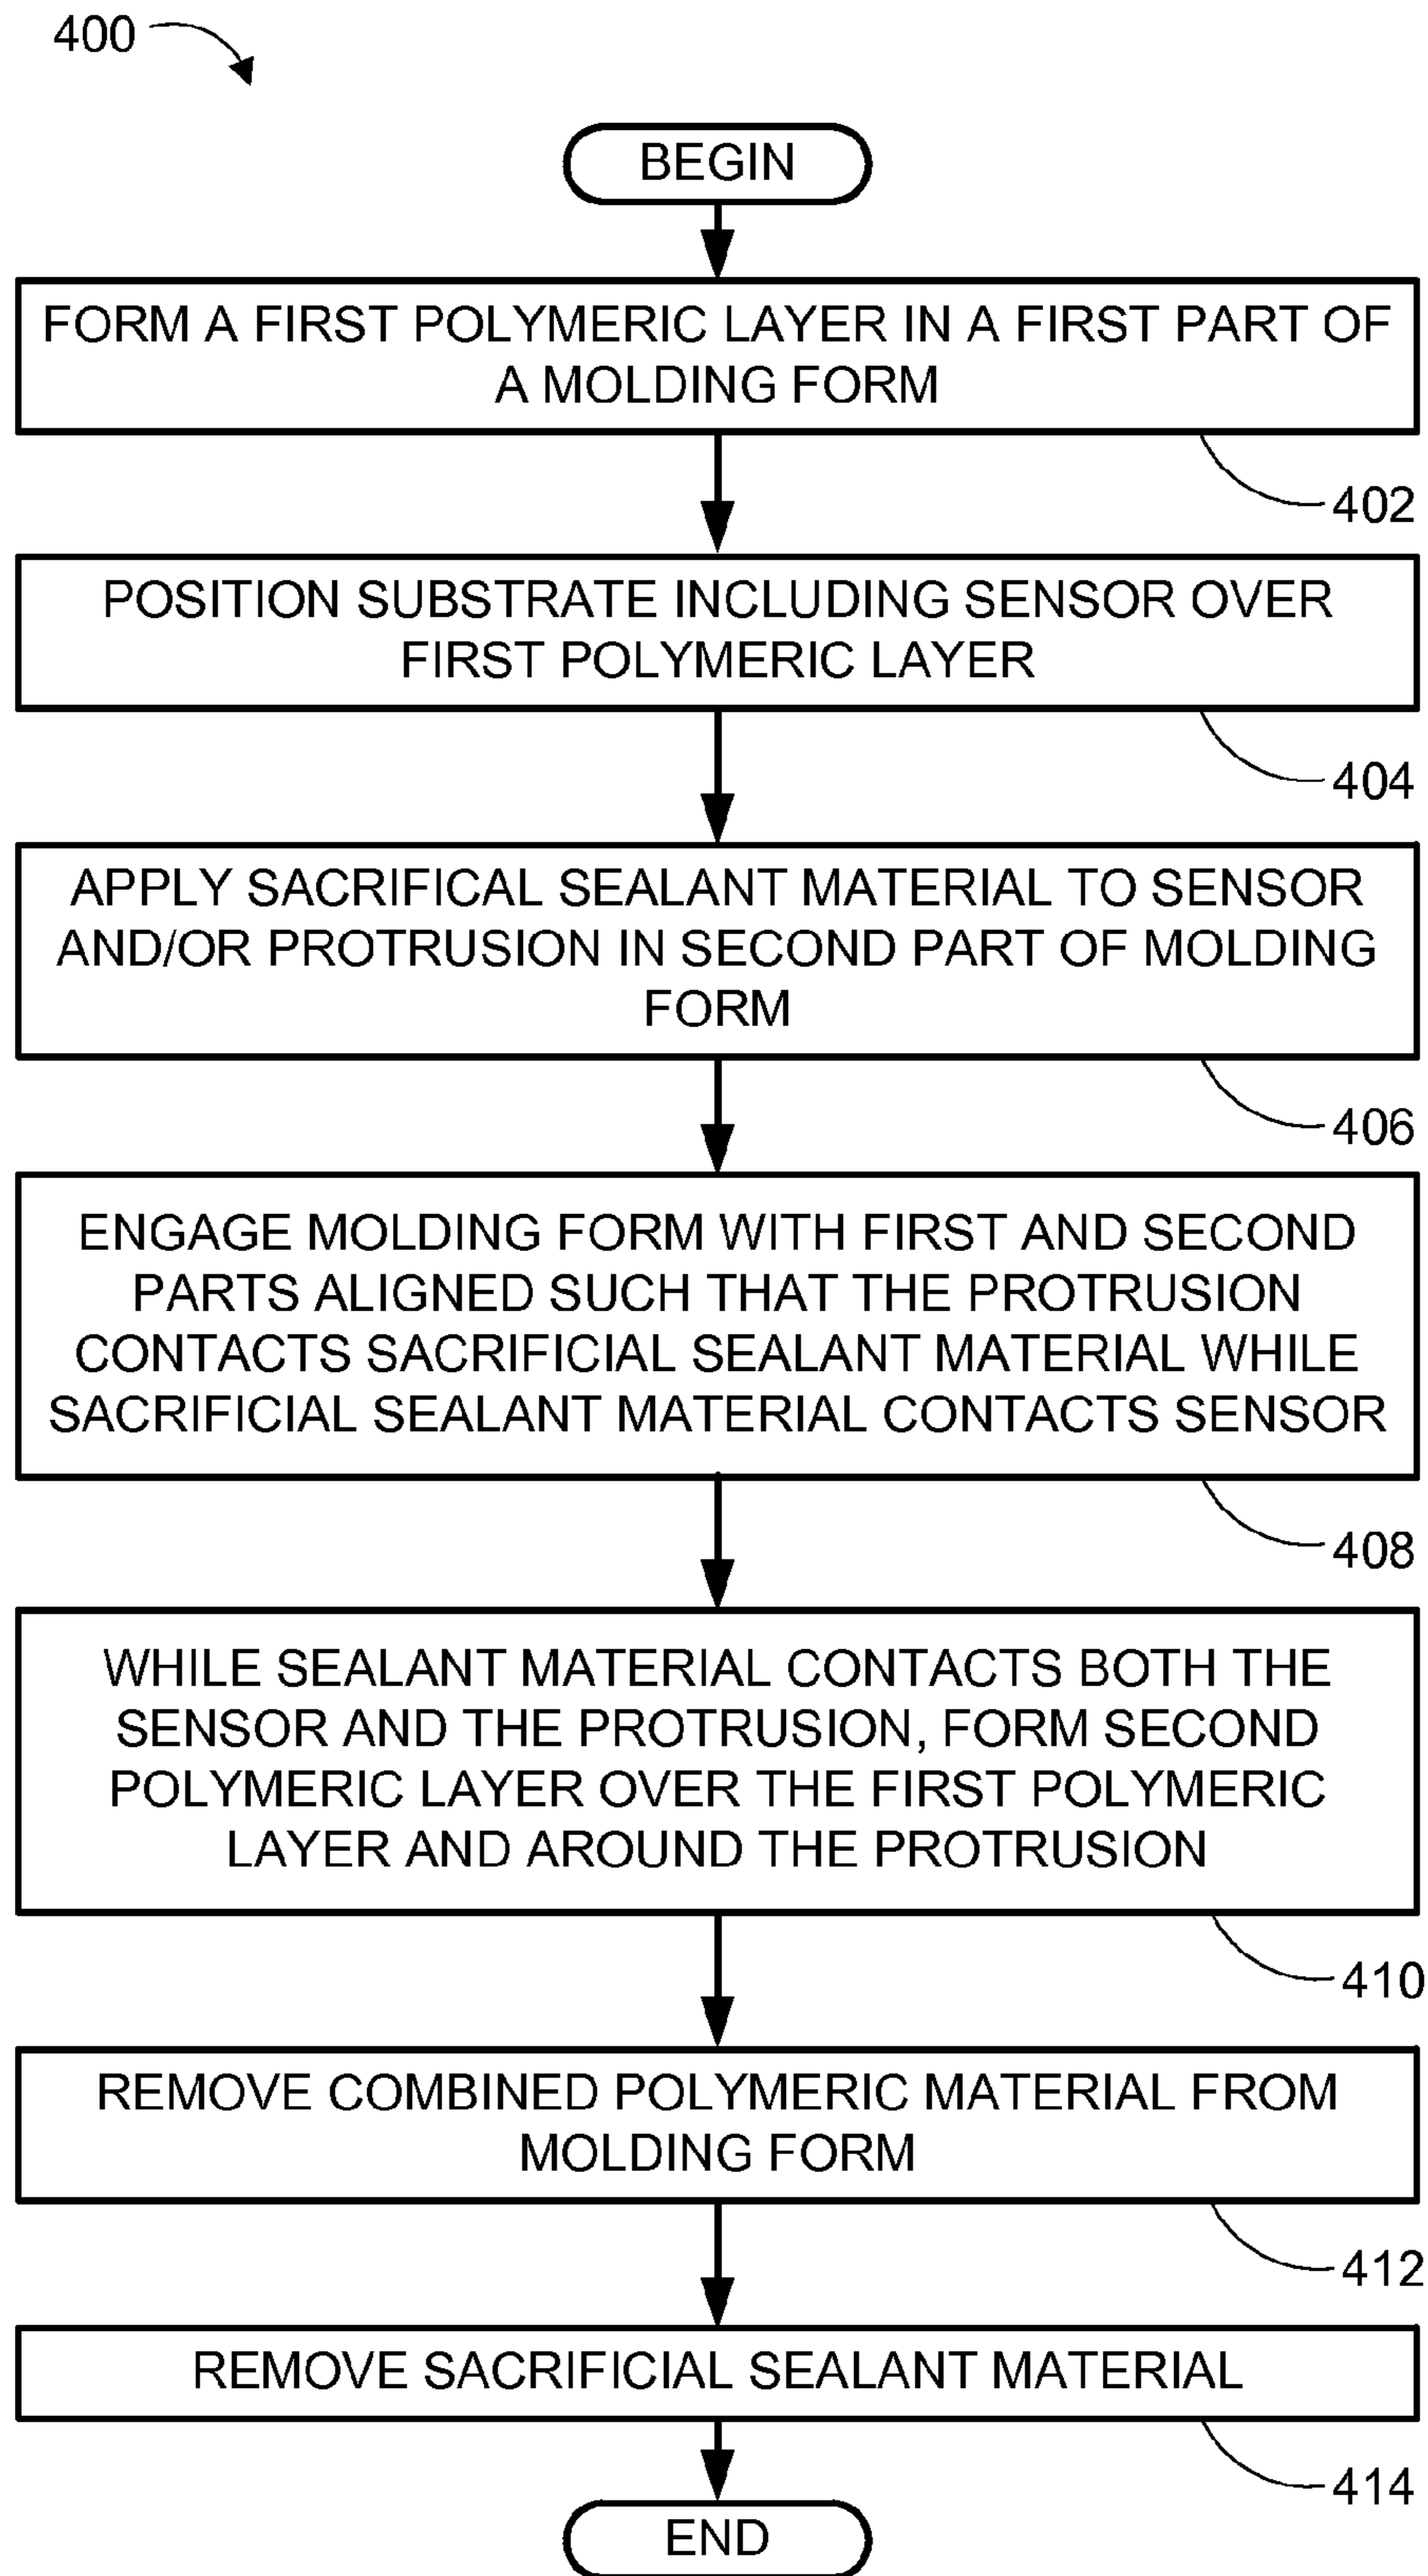 400
BEGIN
FORM A FIRST POLYMERIC LAYER IN A FIRST PART OF
A MOLDING FORM
402
POSITION SUBSTRATE INCLUDING SENSOR OVER
FIRST POLYMERIC LAYER
404
APPLY SACRIFICAL SEALANT MATERIAL TO SENSOR
AND/OR PROTRUSION IN SECOND PART OF MOLDING
FORM
406
ENGAGE MOLDING FORM WITH FIRST AND SECOND
PARTS ALIGNED SUCH THAT THE PROTRUSION
CONTACTS SACRIFICIAL SEALANT MATERIAL WHILE
SACRIFICIAL SEALANT MATERIAL CONTACTS SENSOR
408
WHILE SEALANT MATERIAL CONTACTS BOTH THE
SENSOR AND THE PROTRUSION, FORM SECOND
POLYMERIC LAYER OVER THE FIRST POLYMERIC
LAYER AND AROUND THE PROTRUSION
410
REMOVE COMBINED POLYMERIC MATERIAL FROM
MOLDING FORM
412
REMOVE SACRIFICIAL SEALANT MATERIAL
414
END